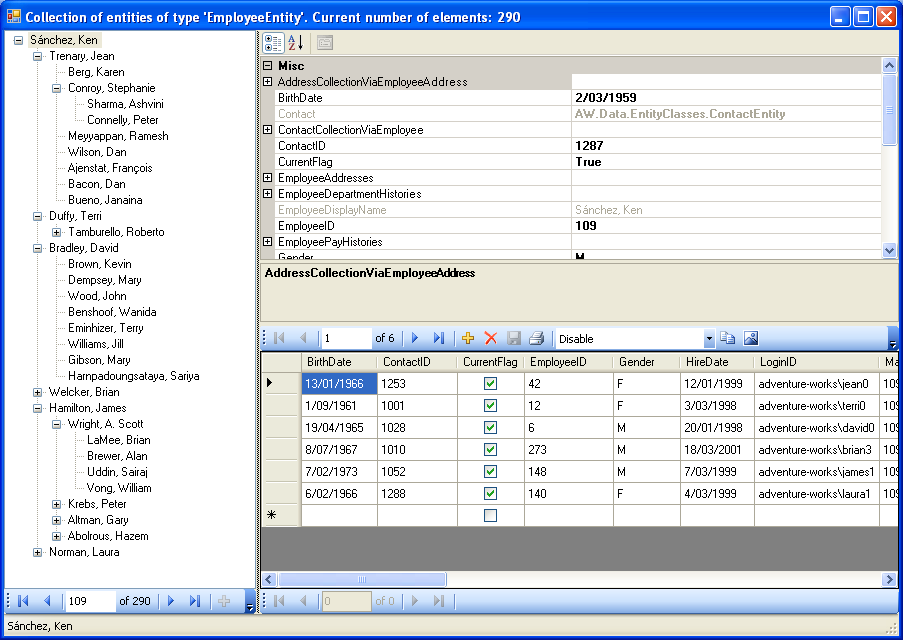 Collection of entities of type 'EmployeeEntity'. Current number of elements: 290
Sánchez, Ken
Trenary, Jean
Berg, Karen
Conroy, Stephanie
Sharma, Ashvini
Connelly, Peter
Meyyappan, Ramesh
Wilson, Dan
Ajenstat, François
Bacon, Dan
Bueno, Janaina
Duffy, Terri
Tamburello, Roberto
Bradley, David
Brown, Kevin
Dempsey, Mary
Wood, John
Benshoof, Wanida
Eminhizer, Terry
Williams, Jill
Gibson, Mary
Harnpadoungsataya, Sariya
Welcker, Brian
Hamilton, James
Wright, A. Scott
LaMee, Brian
Brewer, Alan
Uddin, Sairaj
Vong, William
Krebs, Peter
Altman, Gary
Abolrous, Hazem
Norman, Laura
109 of 290
Misc
AddressCollectionViaEmployeeAddress
BirthDate 2/03/1959
Contact AW.Data.EntityClasses.ContactEntity
ContactCollectionViaEmployee
ContactID 1287
CurrentFlag True
EmployeeAddresses
EmployeeDepartmentHistories
EmployeeDisplayName Sánchez, Ken
EmployeeID 109
EmployeePayHistories
Gender M
AddressCollectionViaEmployeeAddress
1 of 6 Disable
BirthDate ContactID CurrentFlag EmployeeID Gender HireDate LoginID Ma
13/01/1966 1253 42 F 12/01/1999 adventure-works\jean0 109
1/09/1961 1001 12 F 3/03/1998 adventure-works\terri0 109
19/04/1965 1028 6 M 20/01/1998 adventure-works\david0 109
8/07/1967 1010 273 M 18/03/2001 adventure-works\brian3 109
7/02/1973 1052 148 M 7/03/1999 adventure-works\james1 109
6/02/1966 1288 140 F 4/03/1999 adventure-works\laura1 109
0 of 0
Sánchez, Ken